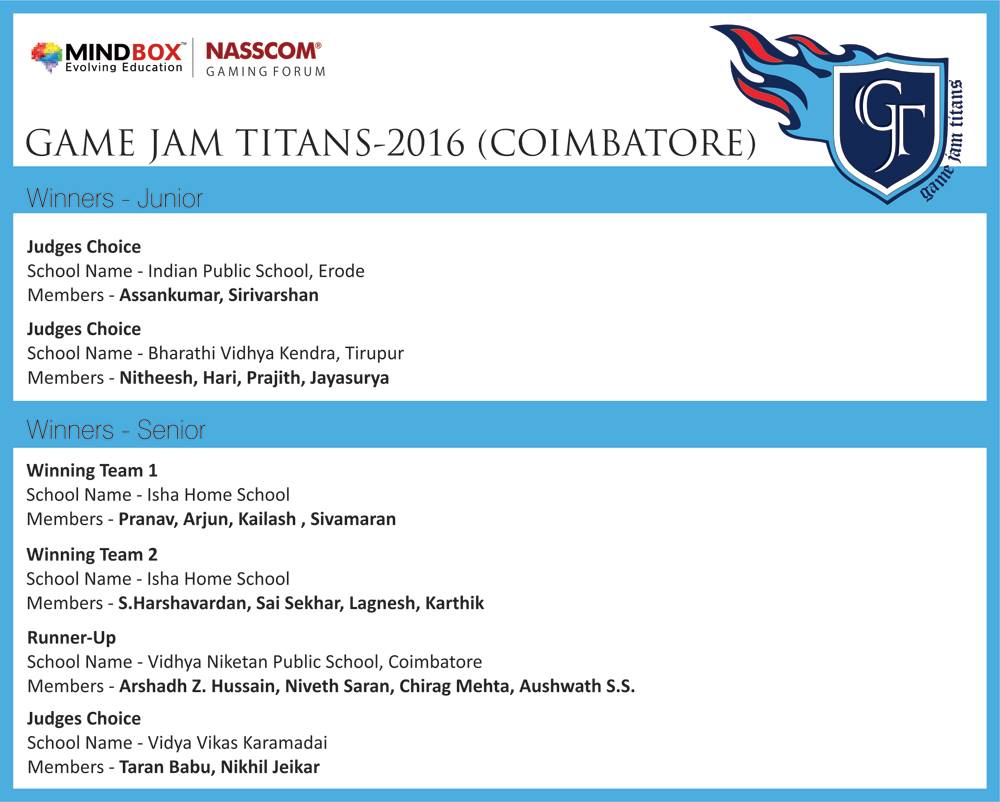 MINDBOX™
Evolving Education
NASSCOM®
GAMING FORUM
GJT
game jam titans
GAME JAM TITANS-2016 (COIMBATORE)
Winners - Junior
Judges Choice
School Name - Indian Public School, Erode
Members - Assankumar, Sirivarshan
Judges Choice
School Name - Bharathi Vidhya Kendra, Tirupur
Members - Nitheesh, Hari, Prajith, Jayasurya
Winners - Senior
Winning Team 1
School Name - Isha Home School
Members - Pranav, Arjun, Kailash , Sivamaran
Winning Team 2
School Name - Isha Home School
Members - S.Harshavardan, Sai Sekhar, Lagnesh, Karthik
Runner-Up
School Name - Vidhya Niketan Public School, Coimbatore
Members - Arshadh Z. Hussain, Niveth Saran, Chirag Mehta, Aushwath S.S.
Judges Choice
School Name - Vidya Vikas Karamadai
Members - Taran Babu, Nikhil Jeikar